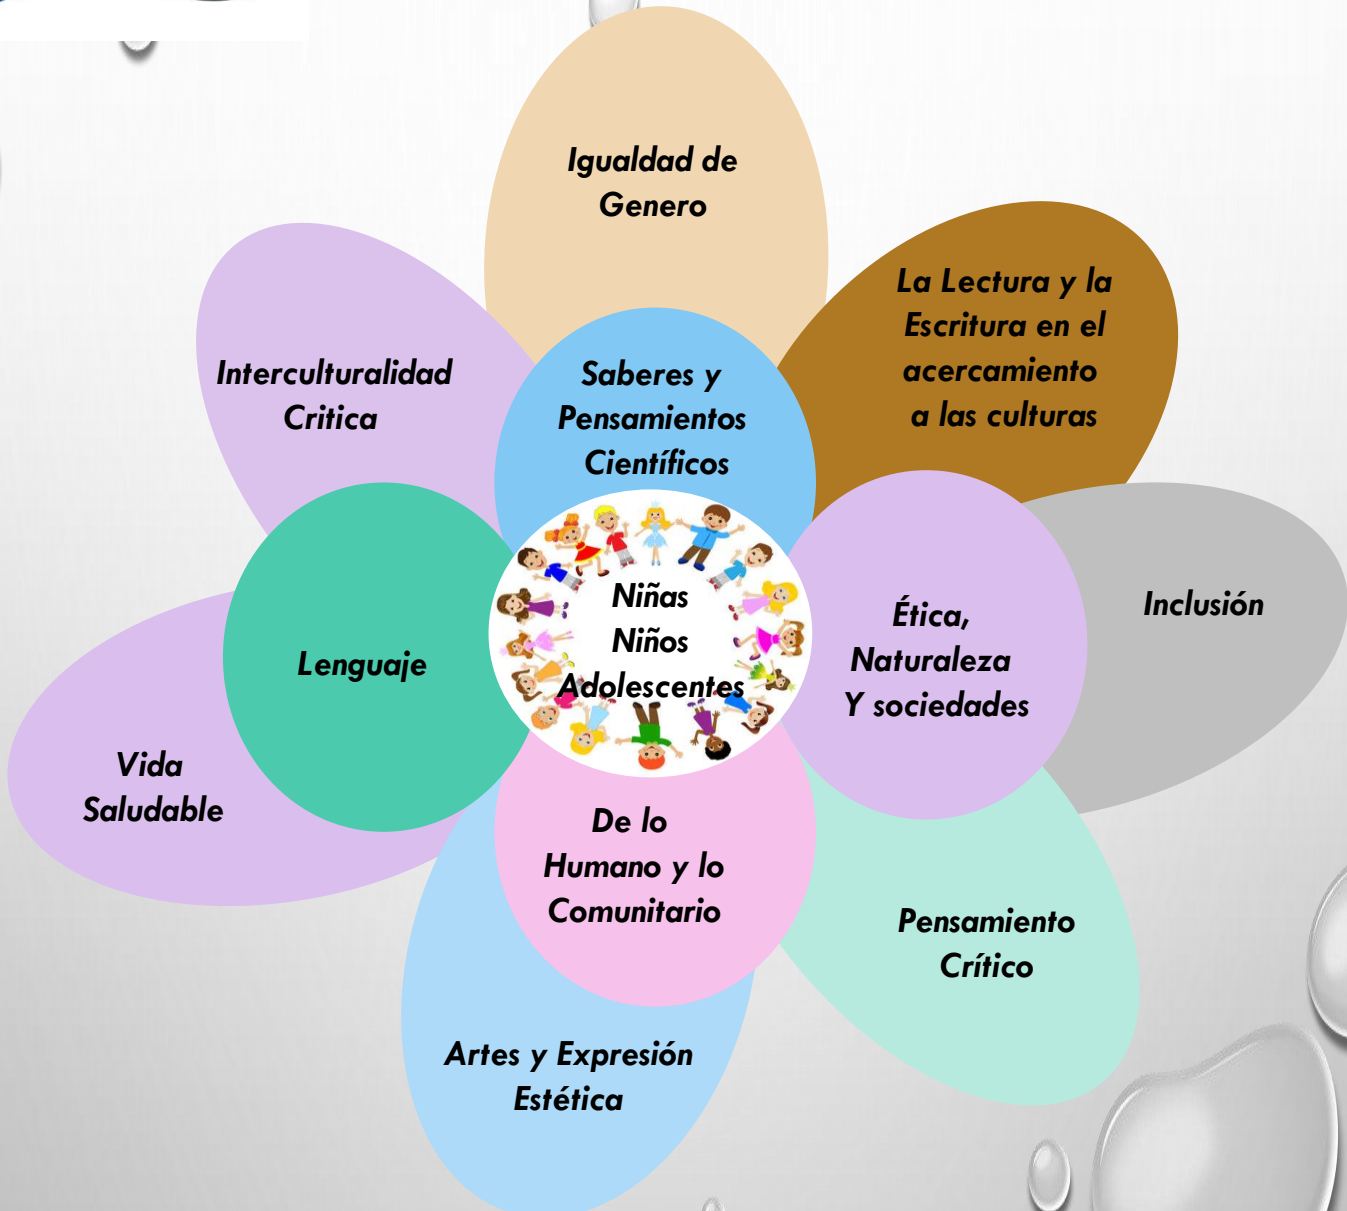 Igualdad de
Genero
La Lectura y la
Escritura en el
acercamiento
a las culturas
Interculturalidad
Critica
Saberes y
Pensamientos
Científicos
Niñas
Niños
Adolescentes
Ética,
Naturaleza
Y sociedades
Inclusión
Lenguaje
Vida
Saludable
De lo
Humano y lo
Comunitario
Pensamiento
Crítico
Artes y Expresión
Estética